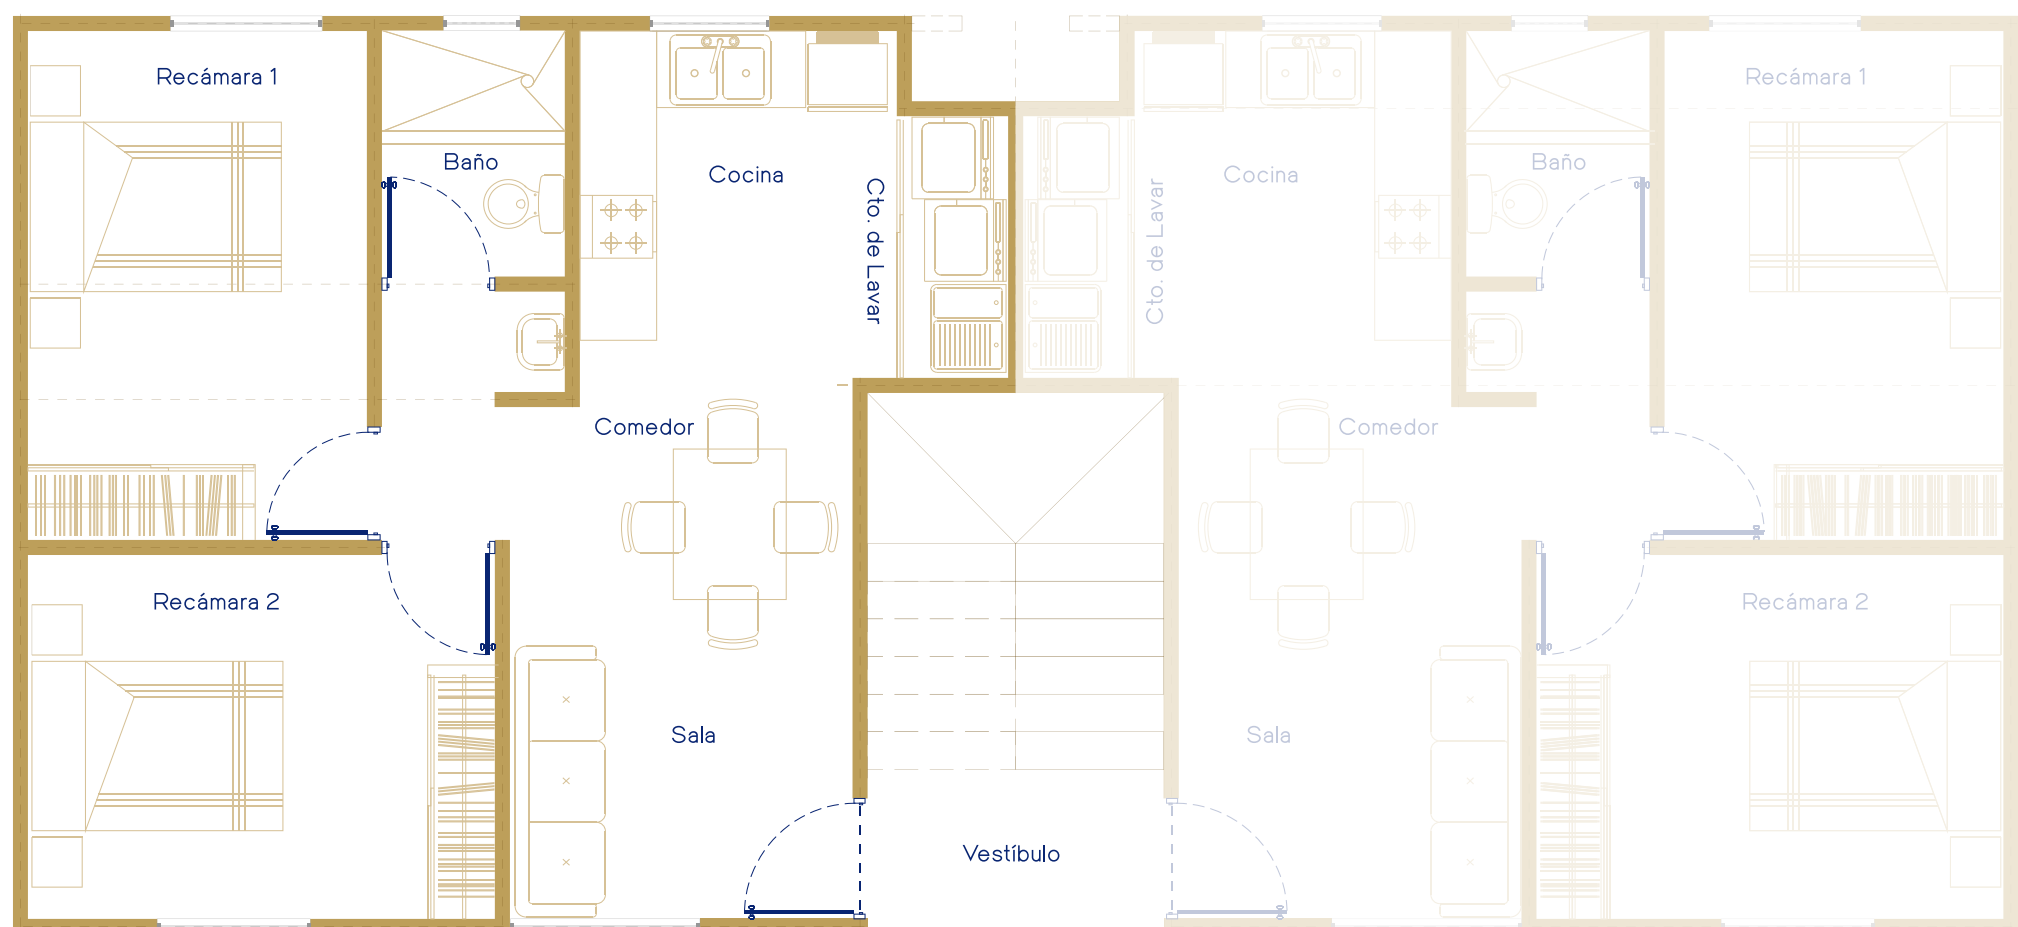 Recámara 1
Baño
Cocina
Cto. de Lavar
Comedor
Recámara 2
Sala
Vestíbulo
Cto. de Lavar
Cocina
Baño
Recámara 1
Comedor
Recámara 2
Sala